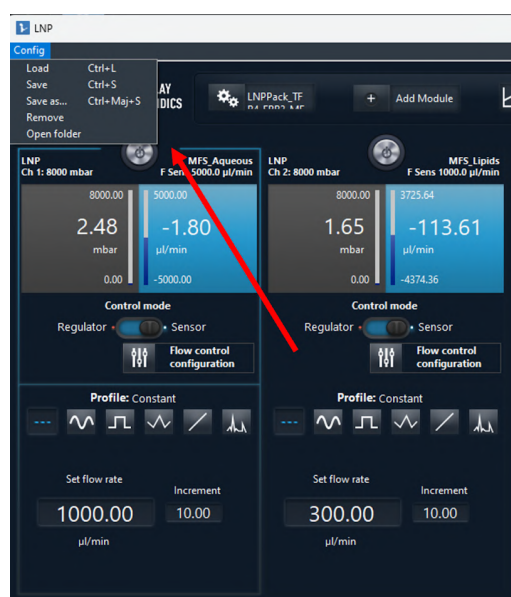 LNP
Config
Load Ctrl+L
Save Ctrl+S
Save as... Ctrl+Maj+S
Remove
Open folder
AY
IDICS
LNPPack_TF
+ Add Module
LNP
Ch 1: 8000 mbar
MFS_Aqueous
F Sens 5000.0 µl/min
8000.00
5000.00
2.48
-1.80
mbar
µl/min
0.00
-5000.00
Control mode
Regulator
Sensor
Flow control
configuration
Profile: Constant
---
Set flow rate
Increment
1000.00
10.00
µl/min
LNP
Ch 2: 8000 mbar
MFS_Lipids
F Sens 1000.0 µl/min
8000.00
3725.64
1.65
-113.61
mbar
µl/min
0.00
-4374.36
Control mode
Regulator
Sensor
Flow control
configuration
Profile: Constant
---
Set flow rate
Increment
300.00
10.00
µl/min